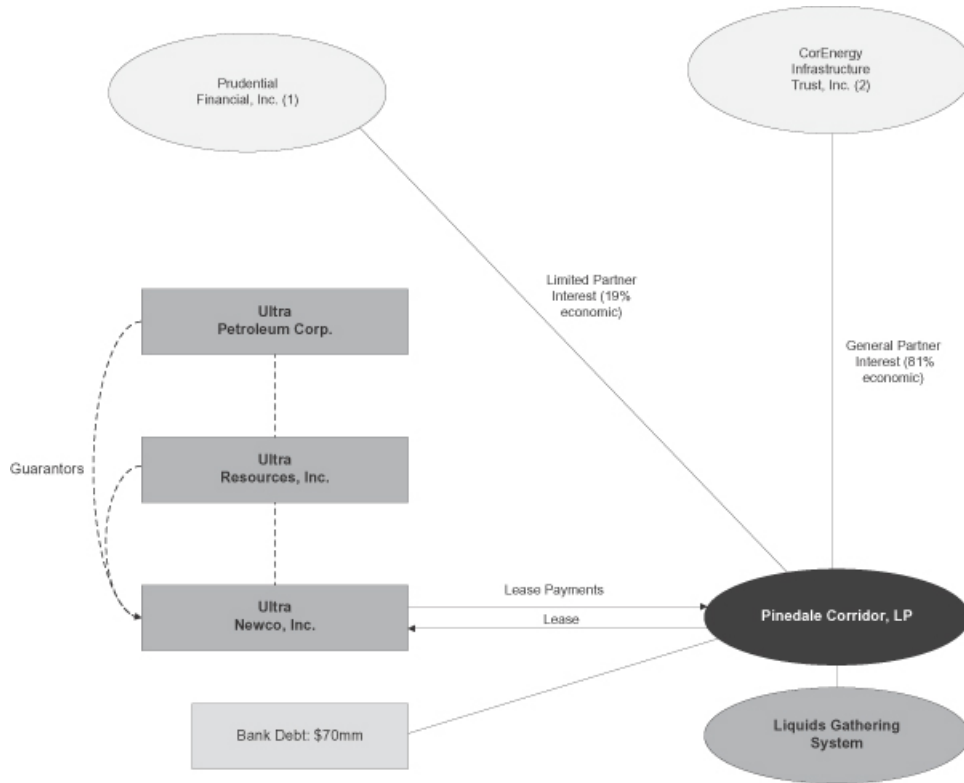 Prudential
Financial, Inc. (1)
CorEnergy
Infrastructure
Trust, Inc. (2)
Limited Partner
Interest (19%
economic)
General Partner
Interest (81%
economic)
Ultra
Petroleum Corp.
Guarantors
Ultra
Resources, Inc.
Ultra
Newco, Inc.
Lease Payments
Lease
Pinedale Corridor, LP
Bank Debt: $70mm
Liquids Gathering
System